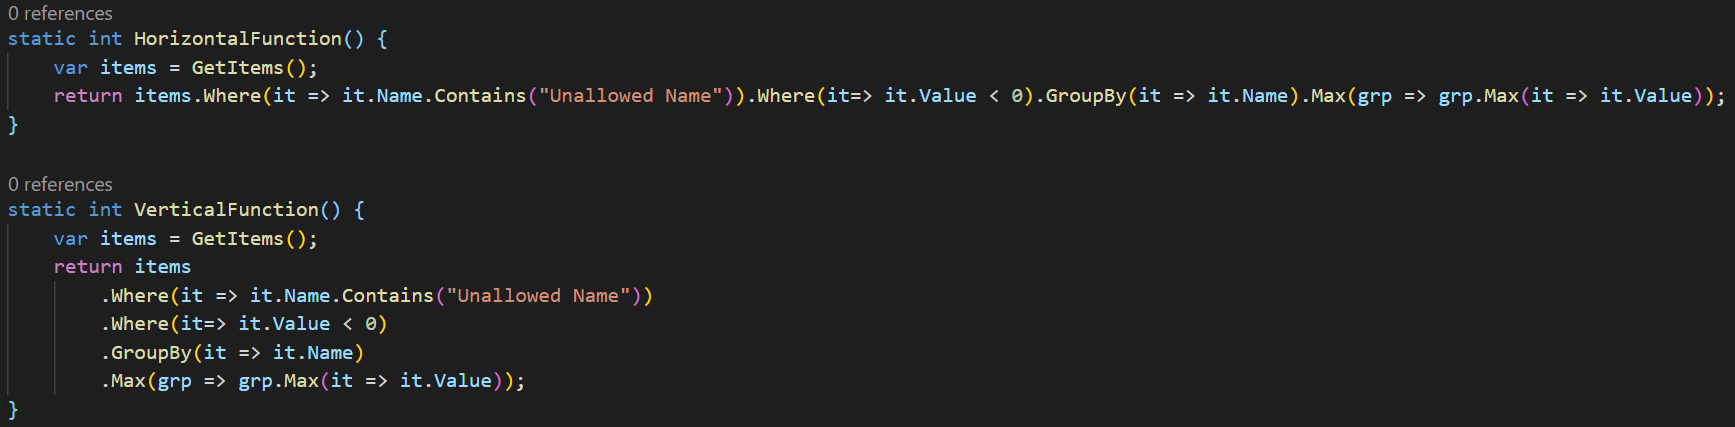 0 references
static int HorizontalFunction() {
    var items = GetItems();
    return items.Where(it => it.Name.Contains("Unallowed Name")).Where(it=> it.Value < 0).GroupBy(it => it.Name).Max(grp => grp.Max(it => it.Value));
}
0 references
static int VerticalFunction() {
    var items = GetItems();
    return items
        .Where(it => it.Name.Contains("Unallowed Name"))
        .Where(it=> it.Value < 0)
        .GroupBy(it => it.Name)
        .Max(grp => grp.Max(it => it.Value));
}